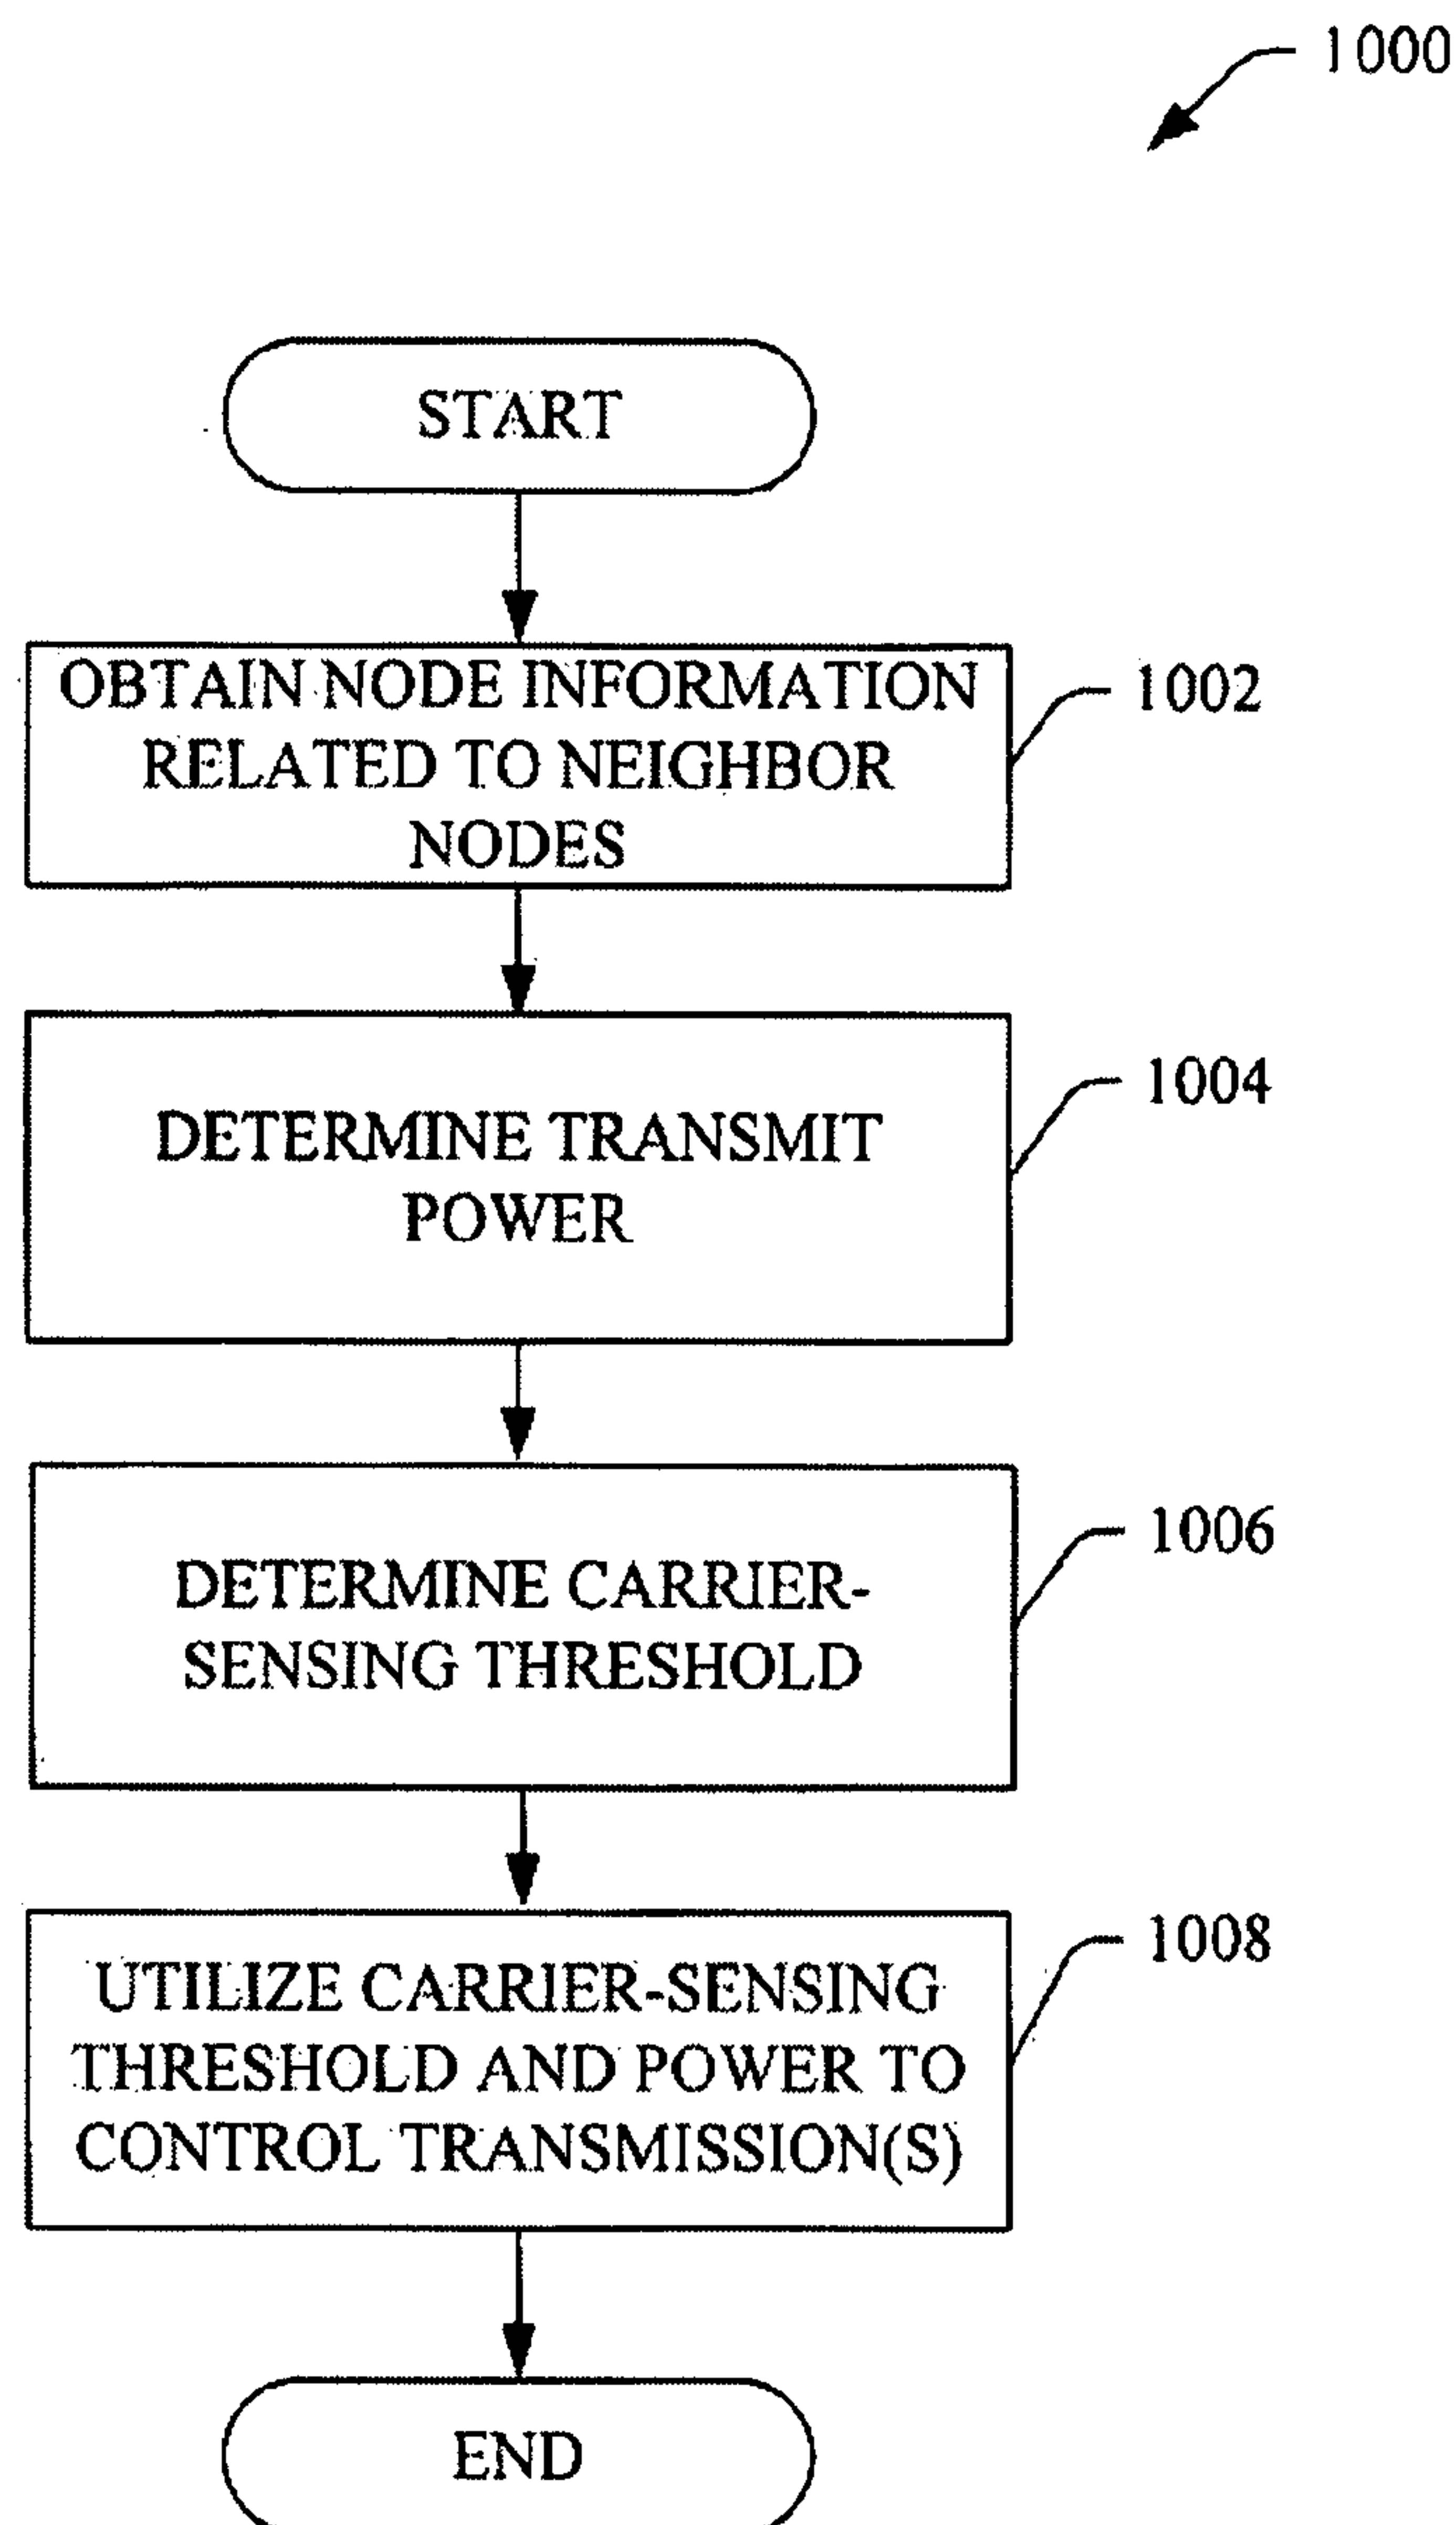 1000
START
OBTAIN NODE INFORMATION
RELATED TO NEIGHBOR
NODES
1002
DETERMINE TRANSMIT
POWER
1004
DETERMINE CARRIER-
SENSING THRESHOLD
1006
UTILIZE CARRIER-SENSING
THRESHOLD AND POWER TO
CONTROL TRANSMISSION(S)
1008
END